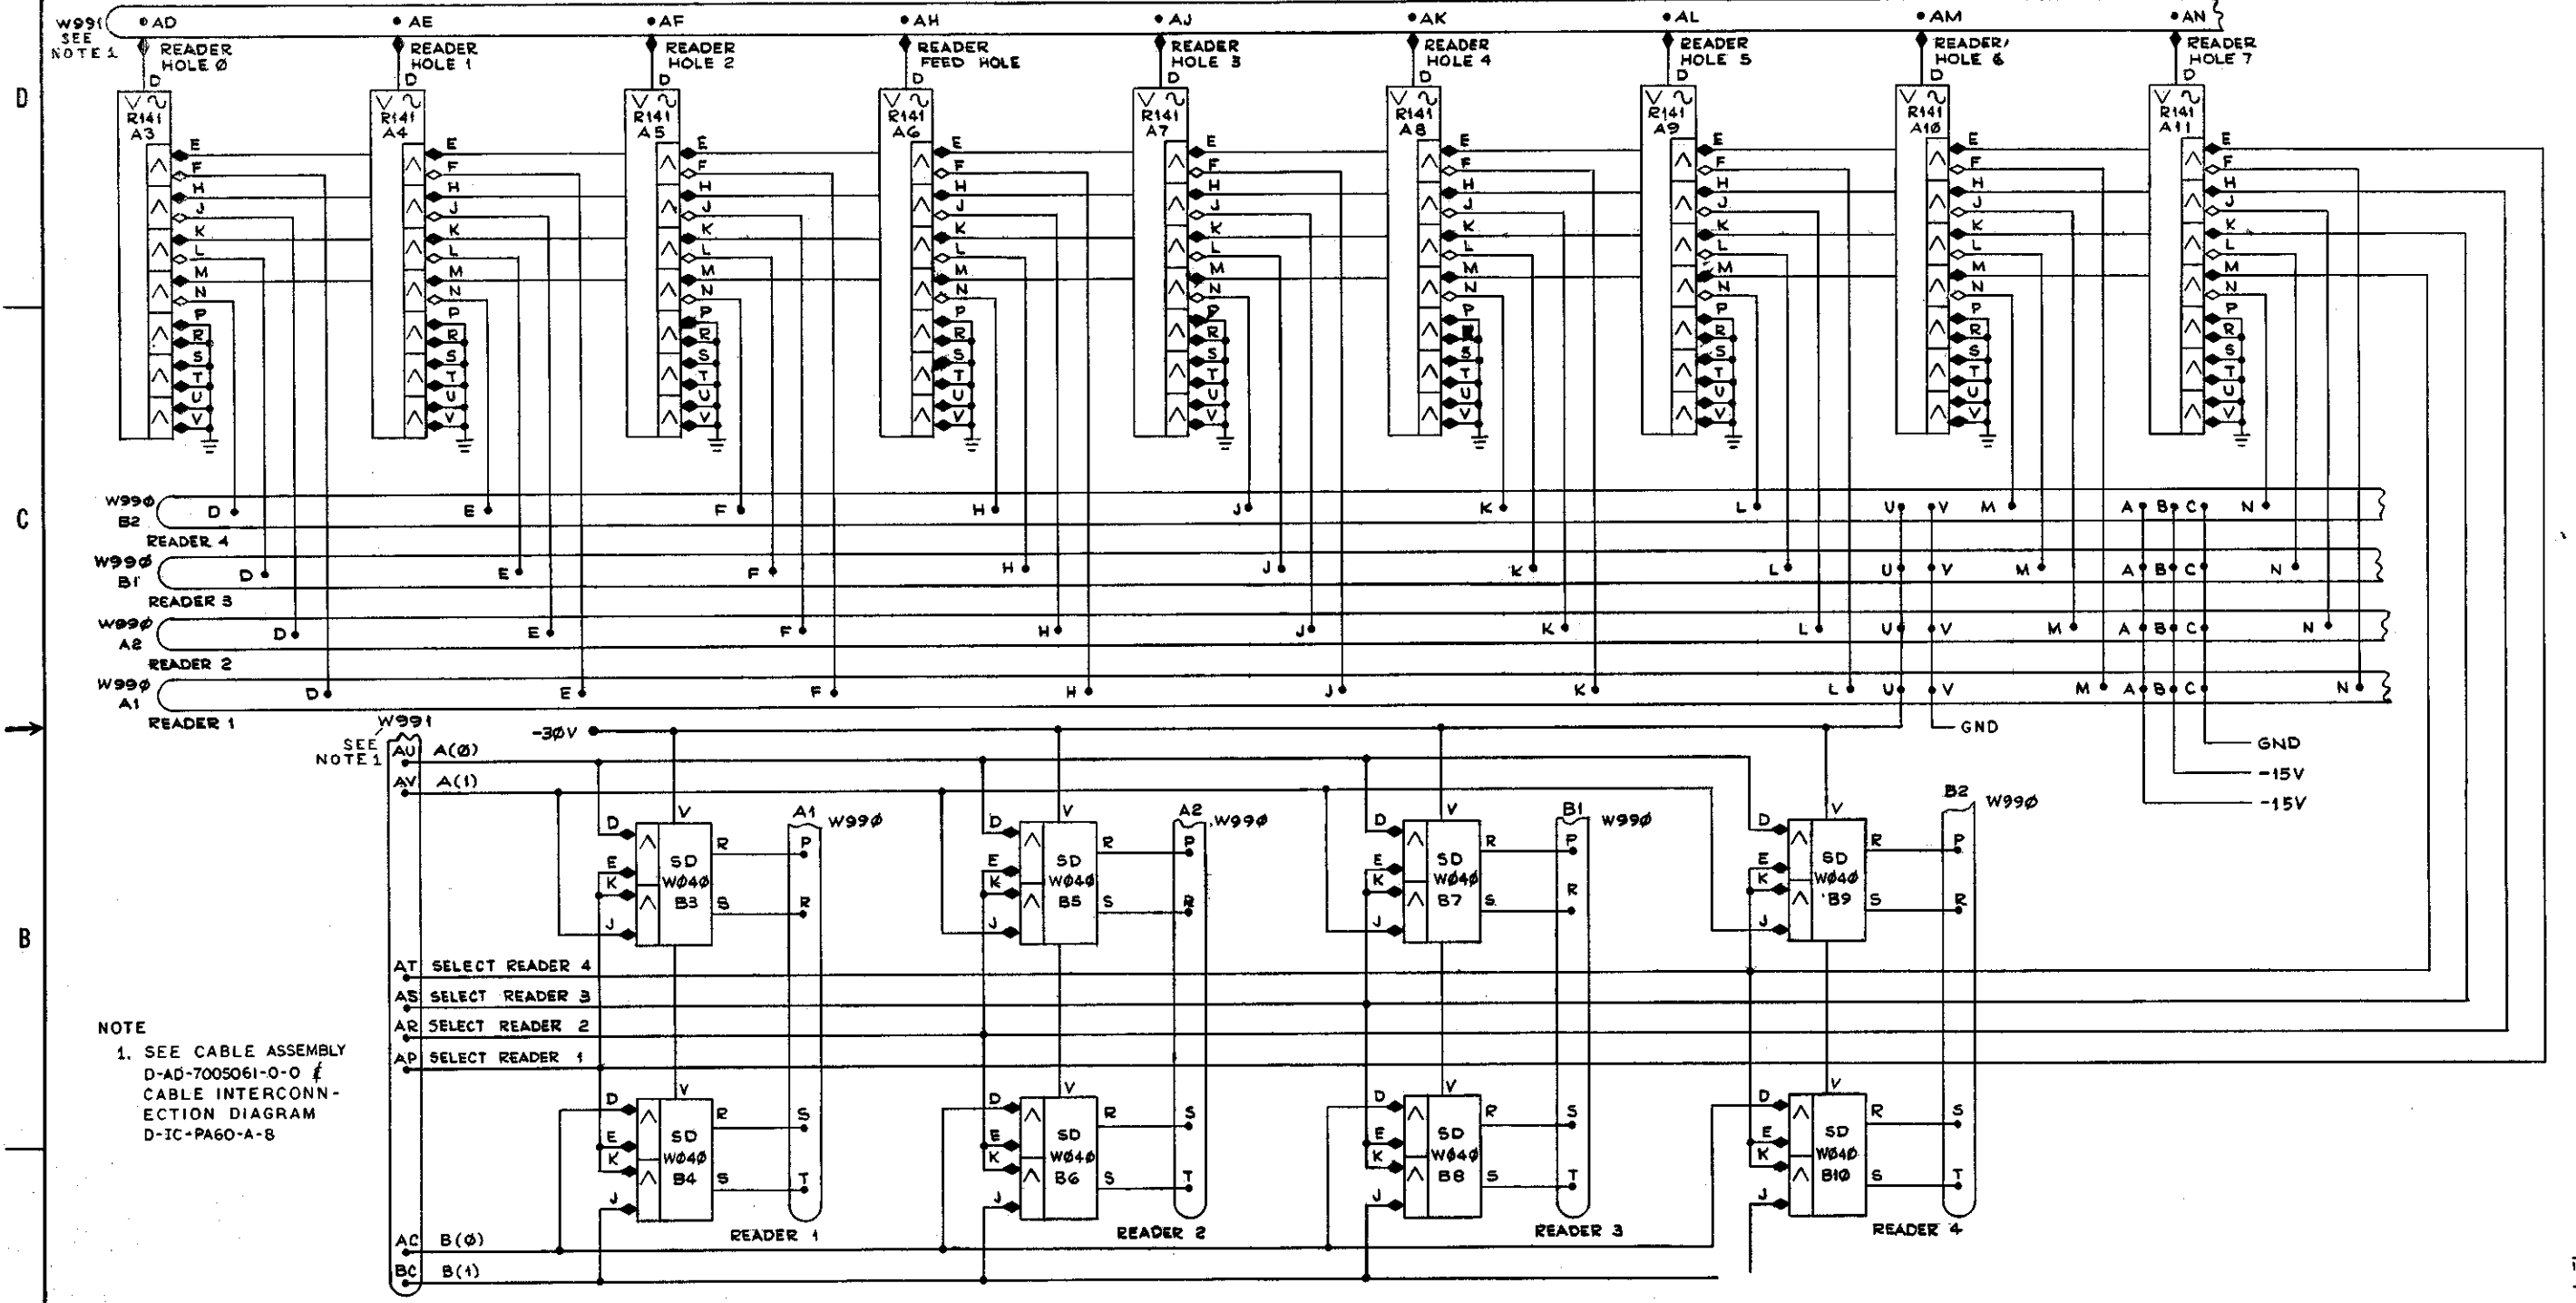 W991 AD AE AF AH AJ AK AL AM AN
SEE
NOTE 1
READER HOLE Ø
READER HOLE 1
READER HOLE 2
READER FEED HOLE
READER HOLE 3
READER HOLE 4
READER HOLE 5
READER HOLE 6
READER HOLE 7
D D D D D D D D D
D
R141 R141 R141 R141 R141 R141 R141 R141 R141
A3 A4 A5 A6 A7 A8 A9 A1Ø A11
E E E E E E E E E
F F F F F F F F F
H H H H H H H H H
J J J J J J J J J
K K K K K K K K K
L L L L L L L L L
M M M M M M M M M
N N N N N N N N N
P P P P P P P P P
R R R R R R R R
S S S S S S S S S
T T T T T T T T T
U U U U U U U U U
V V V V V V V V V
C
W99Ø
B2
D E F H J K L U V M A B C N
READER 4
W99Ø
B1
D E F H J K L U V M A B C N
READER 3
W99Ø
A2
D E F H J K L U V M A B C N
READER 2
W99Ø
A1
D E F H J K L U V M A B C N
READER 1
W991
SEE
NOTE 1
-3ØV
GND
GND
-15V
-15V
AU A(Ø)
AV A(1)
V V V V
A1 W99Ø A2 W99Ø B1 W99Ø B2 W99Ø
D R P D R P D R P D R P
E E E E
K K K K
SD SD SD SD
WØ4Ø WØ4Ø WØ4Ø WØ4Ø
B3 B5 B7 B9
J S R J S R J S R J S R
B
AT SELECT READER 4
AS SELECT READER 3
AR SELECT READER 2
AP SELECT READER 1
NOTE
1. SEE CABLE ASSEMBLY
D-AD-7005061-0-0 &
CABLE INTERCONN-
ECTION DIAGRAM
D-IC-PA60-A-8
V V V V
D R S D R S D R S D R S
E E E E
K K K K
SD SD SD SD
WØ4Ø WØ4Ø WØ4Ø WØ4Ø
B4 B6 B8 B1Ø
J S T J S T J S T J S T
READER 1 READER 2 READER 3 READER 4
AC B(Ø)
BC B(1)